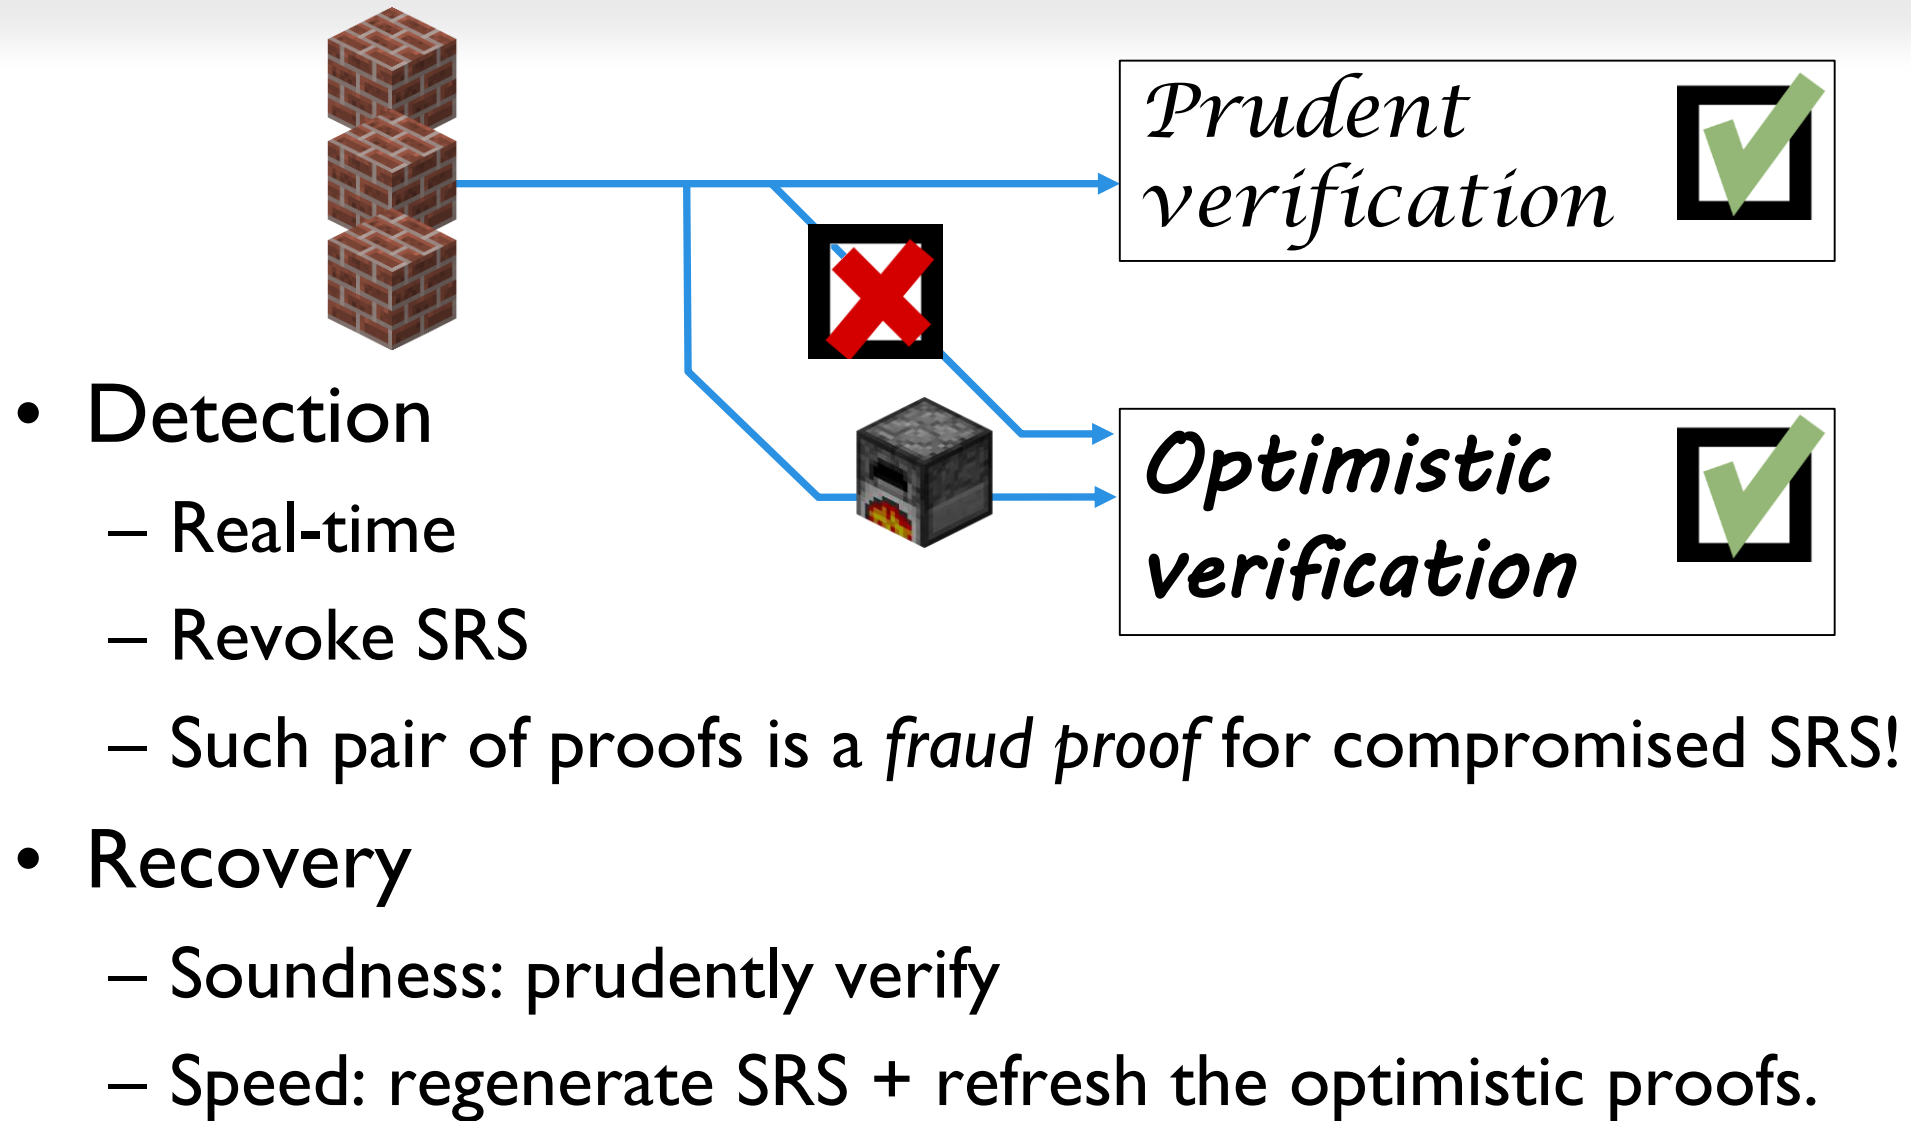 Prudent
verification
Optimistic
verification
• Detection
– Real-time
– Revoke SRS
– Such pair of proofs is a fraud proof for compromised SRS!
• Recovery
– Soundness: prudently verify
– Speed: regenerate SRS + refresh the optimistic proofs.